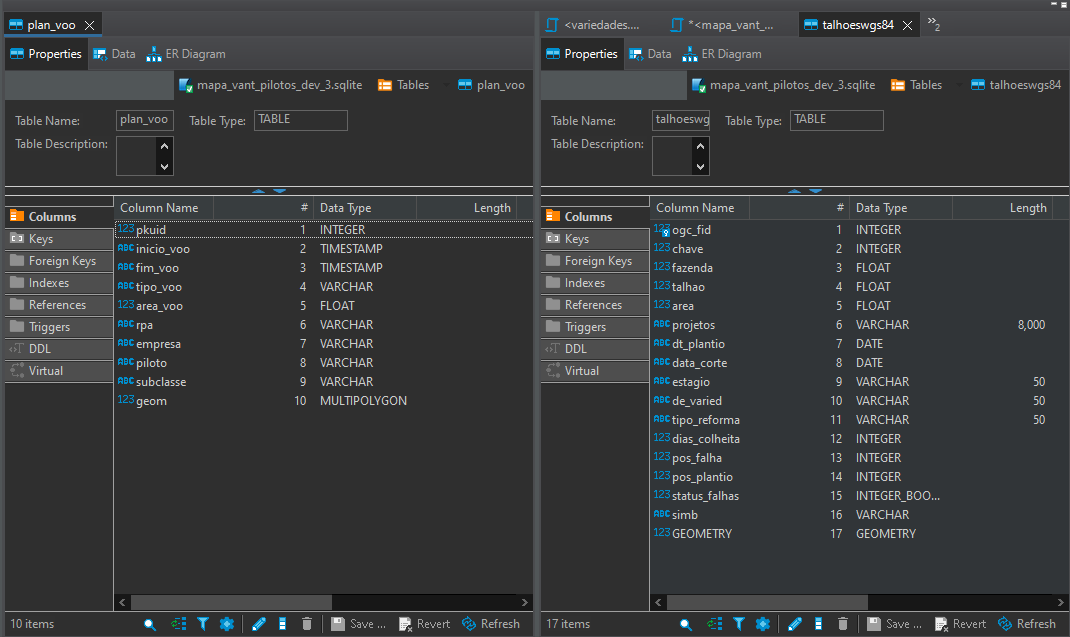 plan_voo
Properties Data ER Diagram
mapa_vant_pilotos_dev_3.sqlite Tables plan_voo
Table Name: plan_voo Table Type: TABLE
Table Description:
Columns
Keys
Foreign Keys
Indexes
References
Triggers
DDL
Virtual
Column Name # Data Type Length
123 pkuid 1 INTEGER
ABC inicio_voo 2 TIMESTAMP
ABC fim_voo 3 TIMESTAMP
ABC tipo_voo 4 VARCHAR
123 area_voo 5 FLOAT
ABC rpa 6 VARCHAR
ABC empresa 7 VARCHAR
ABC piloto 8 VARCHAR
ABC subclasse 9 VARCHAR
123 geom 10 MULTIPOLYGON
10 items Save ... Revert Refresh
<variedades.... *<mapa_vant_... talhoeswgs84 »2
Properties Data ER Diagram
mapa_vant_pilotos_dev_3.sqlite Tables talhoeswgs84
Table Name: talhoeswg Table Type: TABLE
Table Description:
Columns
Keys
Foreign Keys
Indexes
References
Triggers
DDL
Virtual
Column Name # Data Type Length
123 ogc_fid 1 INTEGER
123 chave 2 INTEGER
123 fazenda 3 FLOAT
123 talhao 4 FLOAT
123 area 5 FLOAT
ABC projetos 6 VARCHAR 8,000
ABC dt_plantio 7 DATE
ABC data_corte 8 DATE
ABC estagio 9 VARCHAR 50
ABC de_varied 10 VARCHAR 50
ABC tipo_reforma 11 VARCHAR 50
123 dias_colheita 12 INTEGER
123 pos_falha 13 INTEGER
123 pos_plantio 14 INTEGER
123 status_falhas 15 INTEGER_BOO...
ABC simb 16 VARCHAR
123 GEOMETRY 17 GEOMETRY
17 items Save ... Revert Refresh